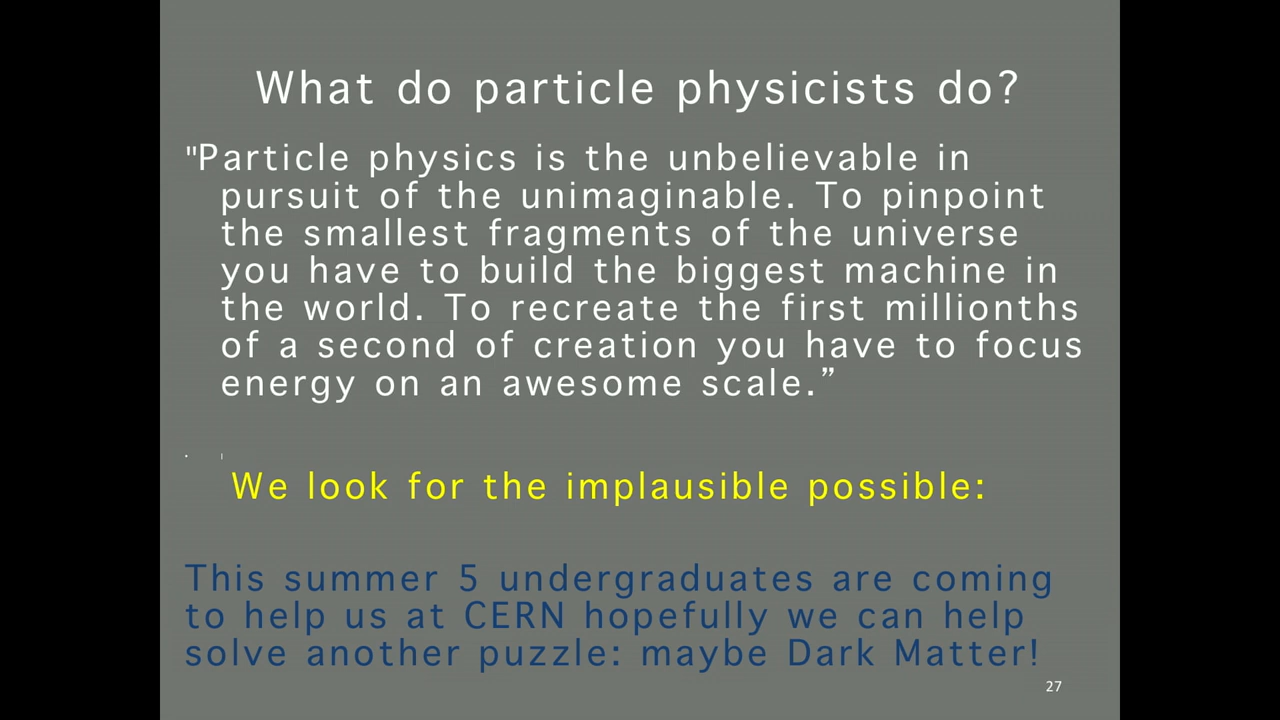 What do particle physicists do?
"Particle physics is the unbelievable in
pursuit of the unimaginable. To pinpoint
the smallest fragments of the universe
you have to build the biggest machine in
the world. To recreate the first millionths
of a second of creation you have to focus
energy on an awesome scale.”
We look for the implausible possible:
This summer 5 undergraduates are coming
to help us at CERN hopefully we can help
solve another puzzle: maybe Dark Matter!
27